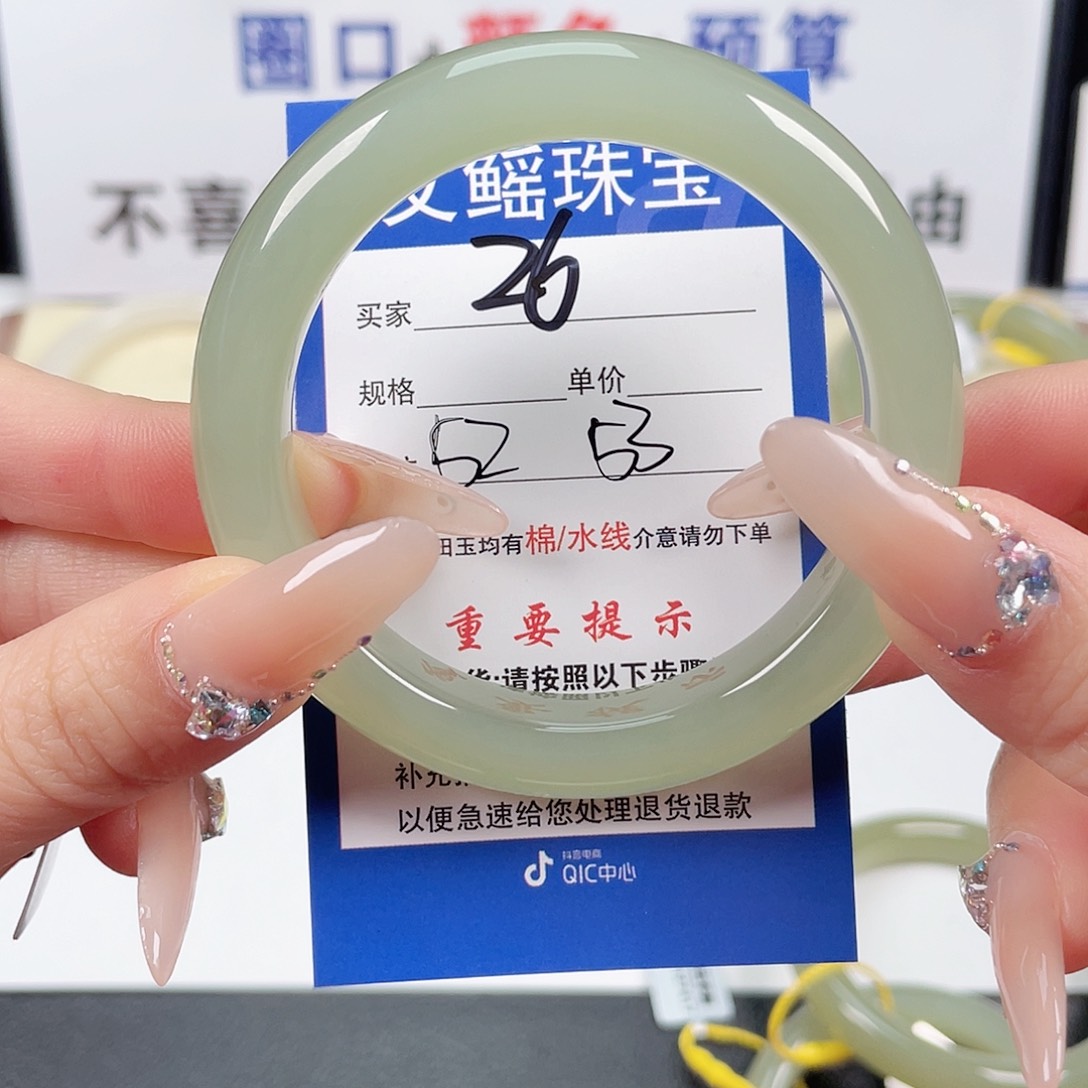 圈口 颜色 预算
不喜 由
鳐珠宝
买家 26
规格 单价
52 53
田玉均有棉/水线介意请勿下单
重要提示
请按照以下步骤
补充
以便急速给您处理退货退款
抖音电商
QIC中心